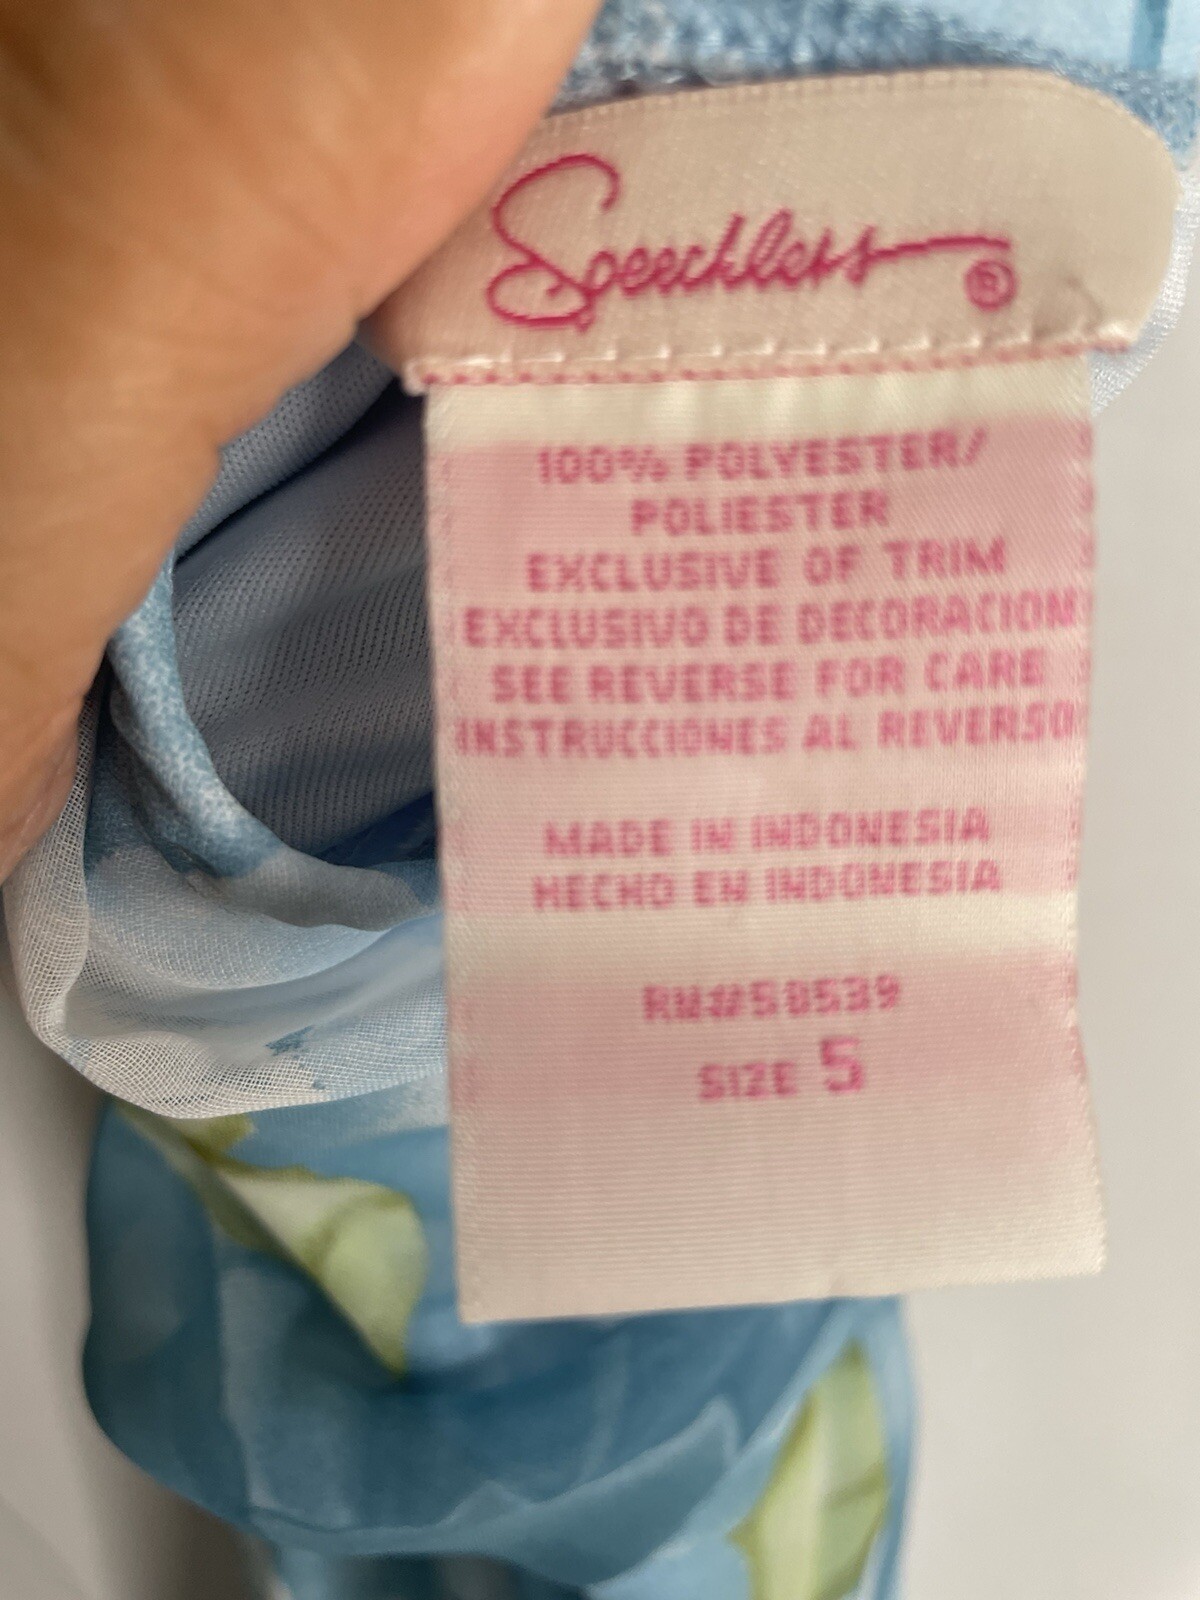 Speechless®
100% POLYESTER/
POLIESTER
EXCLUSIVE OF TRIM
EXCLUSIVO DE DECORACION
SEE REVERSE FOR CARE
INSTRUCCIONES AL REVERSO
MADE IN INDONESIA
HECHO EN INDONESIA
RN#58539
SIZE 5